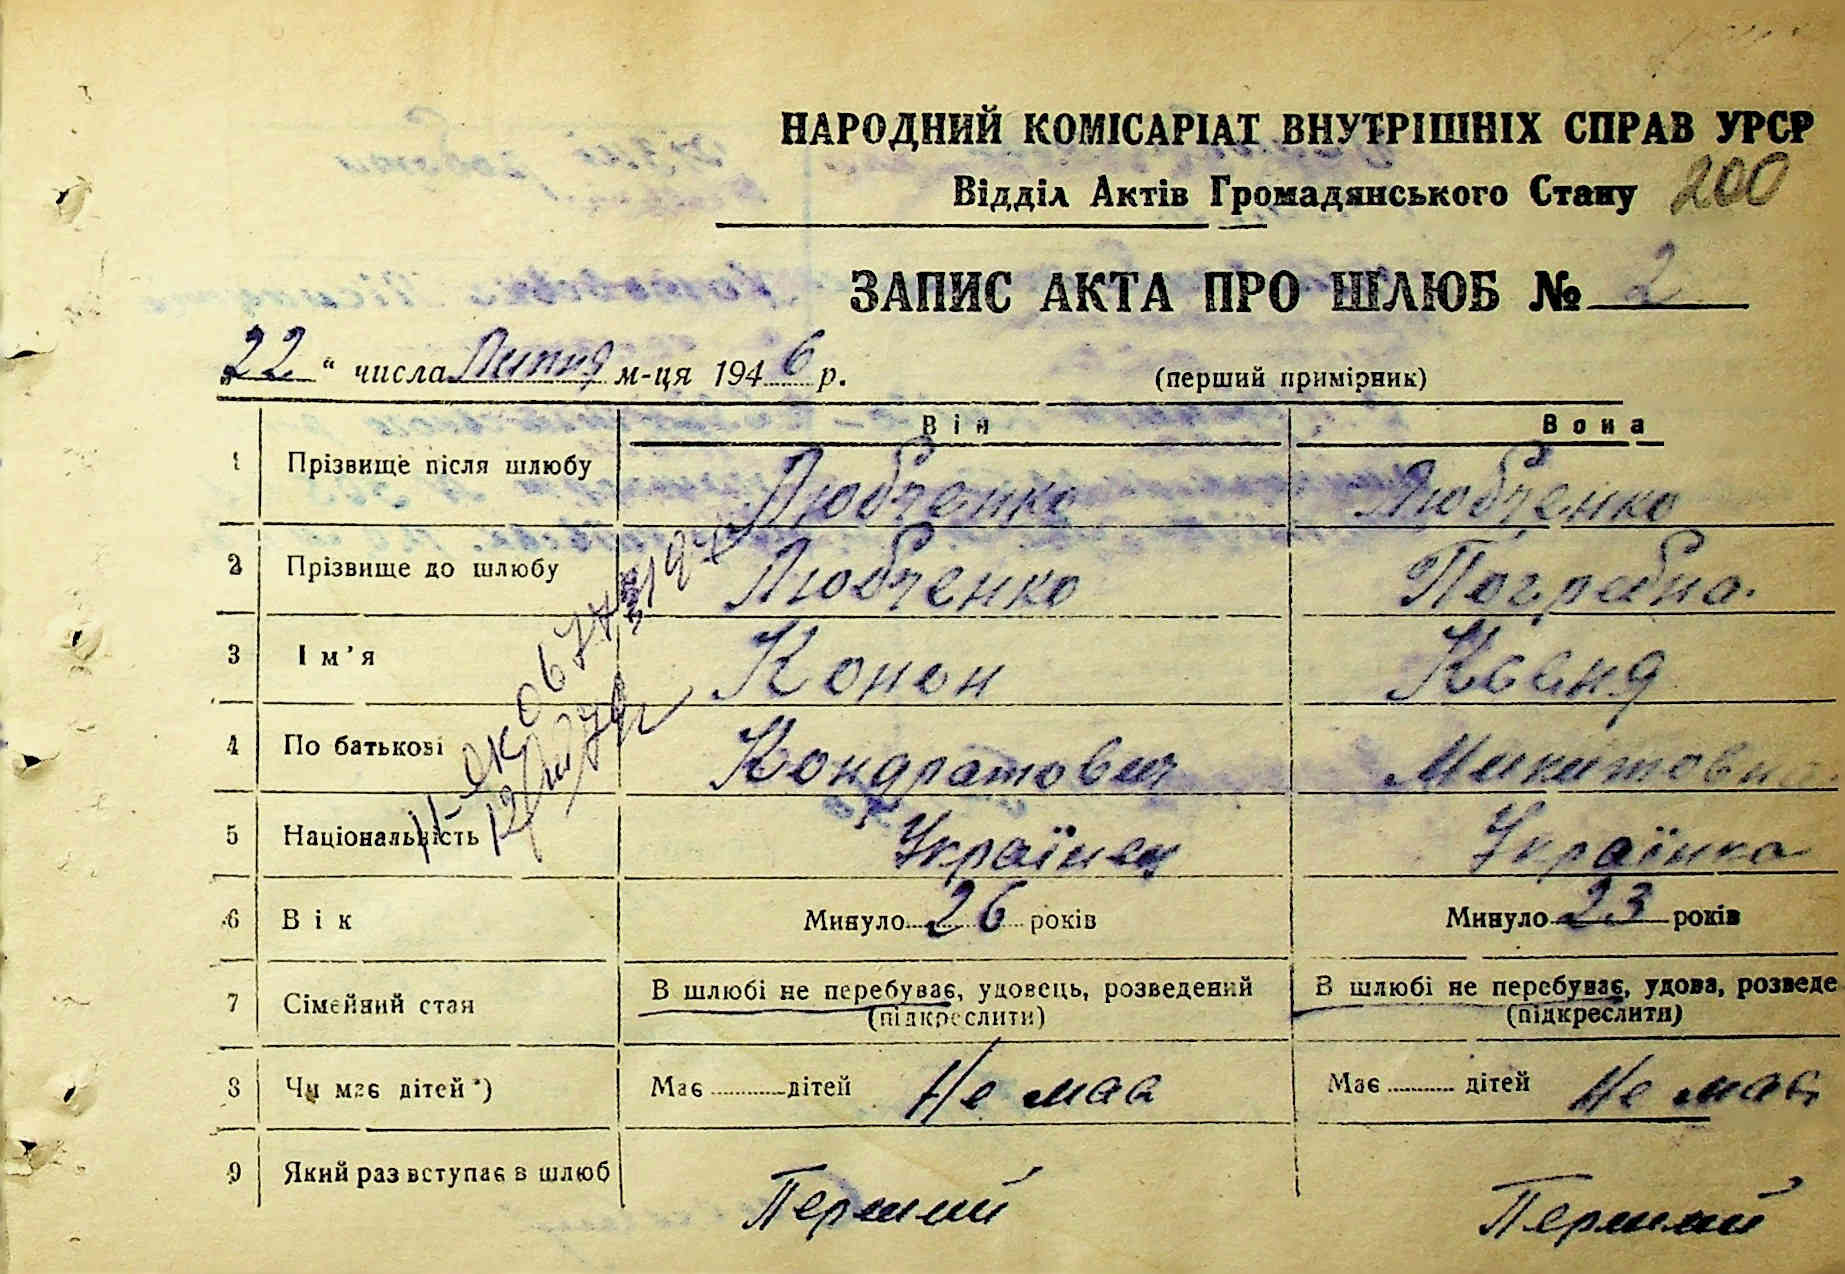 НАРОДНИЙ КОМІСАРІАТ ВНУТРІШНІХ СПРАВ УРСР
Відділ Актів Громадянського Стану 200
ЗАПИС АКТА ПРО ШЛЮБ № 2
„22“ числа Липня м-ця 1946 р. (перший примірник)
Він Вона
1 Прізвище після шлюбу Любченко Любченко
2 Прізвище до шлюбу Любченко Погребна.
3 Ім’я Конон Ксеня
4 По батькові Кондратович Микитовна
5 Національність Українец Українка
6 Вік Минуло 26 років Минуло 23 років
7 Сімейний стан В шлюбі не перебуває, удовець, розведений В шлюбі не перебуває, удова, розведе
(підкреслити) (підкреслити)
8 Чи має дітей *) Має ........ дітей Не має Має ........ дітей Не має
9 Який раз вступає в шлюб Перший Перший